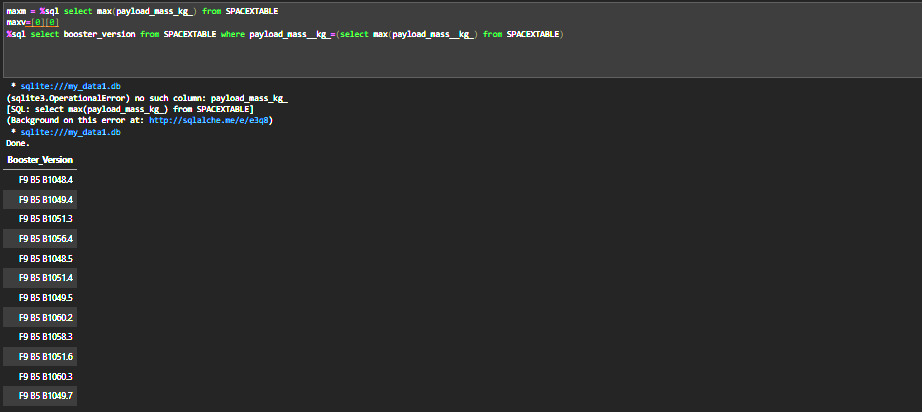 maxm = %sql select max(payload_mass_kg_) from SPACEXTABLE
maxv=[0][0]
%sql select booster_version from SPACEXTABLE where payload_mass__kg_=(select max(payload_mass__kg_) from SPACEXTABLE)
* sqlite:///my_data1.db
(sqlite3.OperationalError) no such column: payload_mass_kg_
[SQL: select max(payload_mass_kg_) from SPACEXTABLE]
(Background on this error at: http://sqlalche.me/e/e3q8)
* sqlite:///my_data1.db
Done.
Booster_Version
F9 B5 B1048.4
F9 B5 B1049.4
F9 B5 B1051.3
F9 B5 B1056.4
F9 B5 B1048.5
F9 B5 B1051.4
F9 B5 B1049.5
F9 B5 B1060.2
F9 B5 B1058.3
F9 B5 B1051.6
F9 B5 B1060.3
F9 B5 B1049.7